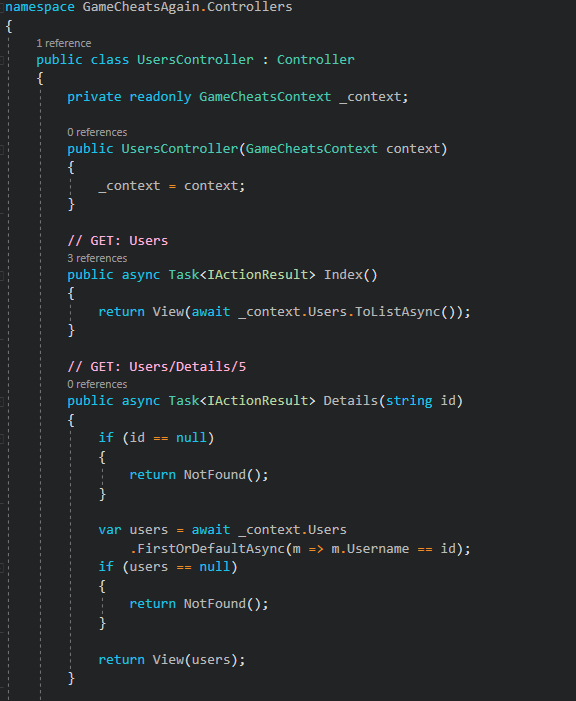 namespace GameCheatsAgain.Controllers
{
1 reference
public class UsersController : Controller
{
private readonly GameCheatsContext _context;
0 references
public UsersController(GameCheatsContext context)
{
_context = context;
}
// GET: Users
3 references
public async Task<IActionResult> Index()
{
return View(await _context.Users.ToListAsync());
}
// GET: Users/Details/5
0 references
public async Task<IActionResult> Details(string id)
{
if (id == null)
{
return NotFound();
}
var users = await _context.Users
.FirstOrDefaultAsync(m => m.Username == id);
if (users == null)
{
return NotFound();
}
return View(users);
}